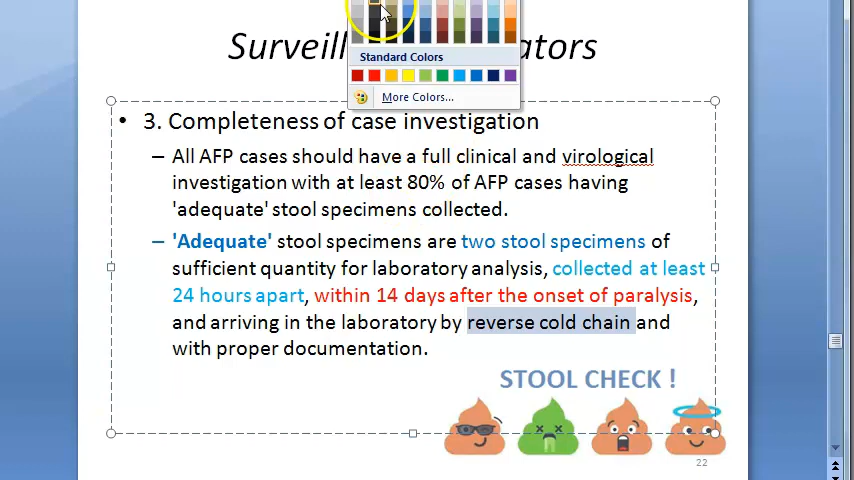 Surveill ators
Standard Colors
More Colors...
• 3. Completeness of case investigation
– All AFP cases should have a full clinical and virological
investigation with at least 80% of AFP cases having
'adequate' stool specimens collected.
– 'Adequate' stool specimens are two stool specimens of
sufficient quantity for laboratory analysis, collected at least
24 hours apart, within 14 days after the onset of paralysis,
and arriving in the laboratory by reverse cold chain and
with proper documentation.
STOOL CHECK !
22